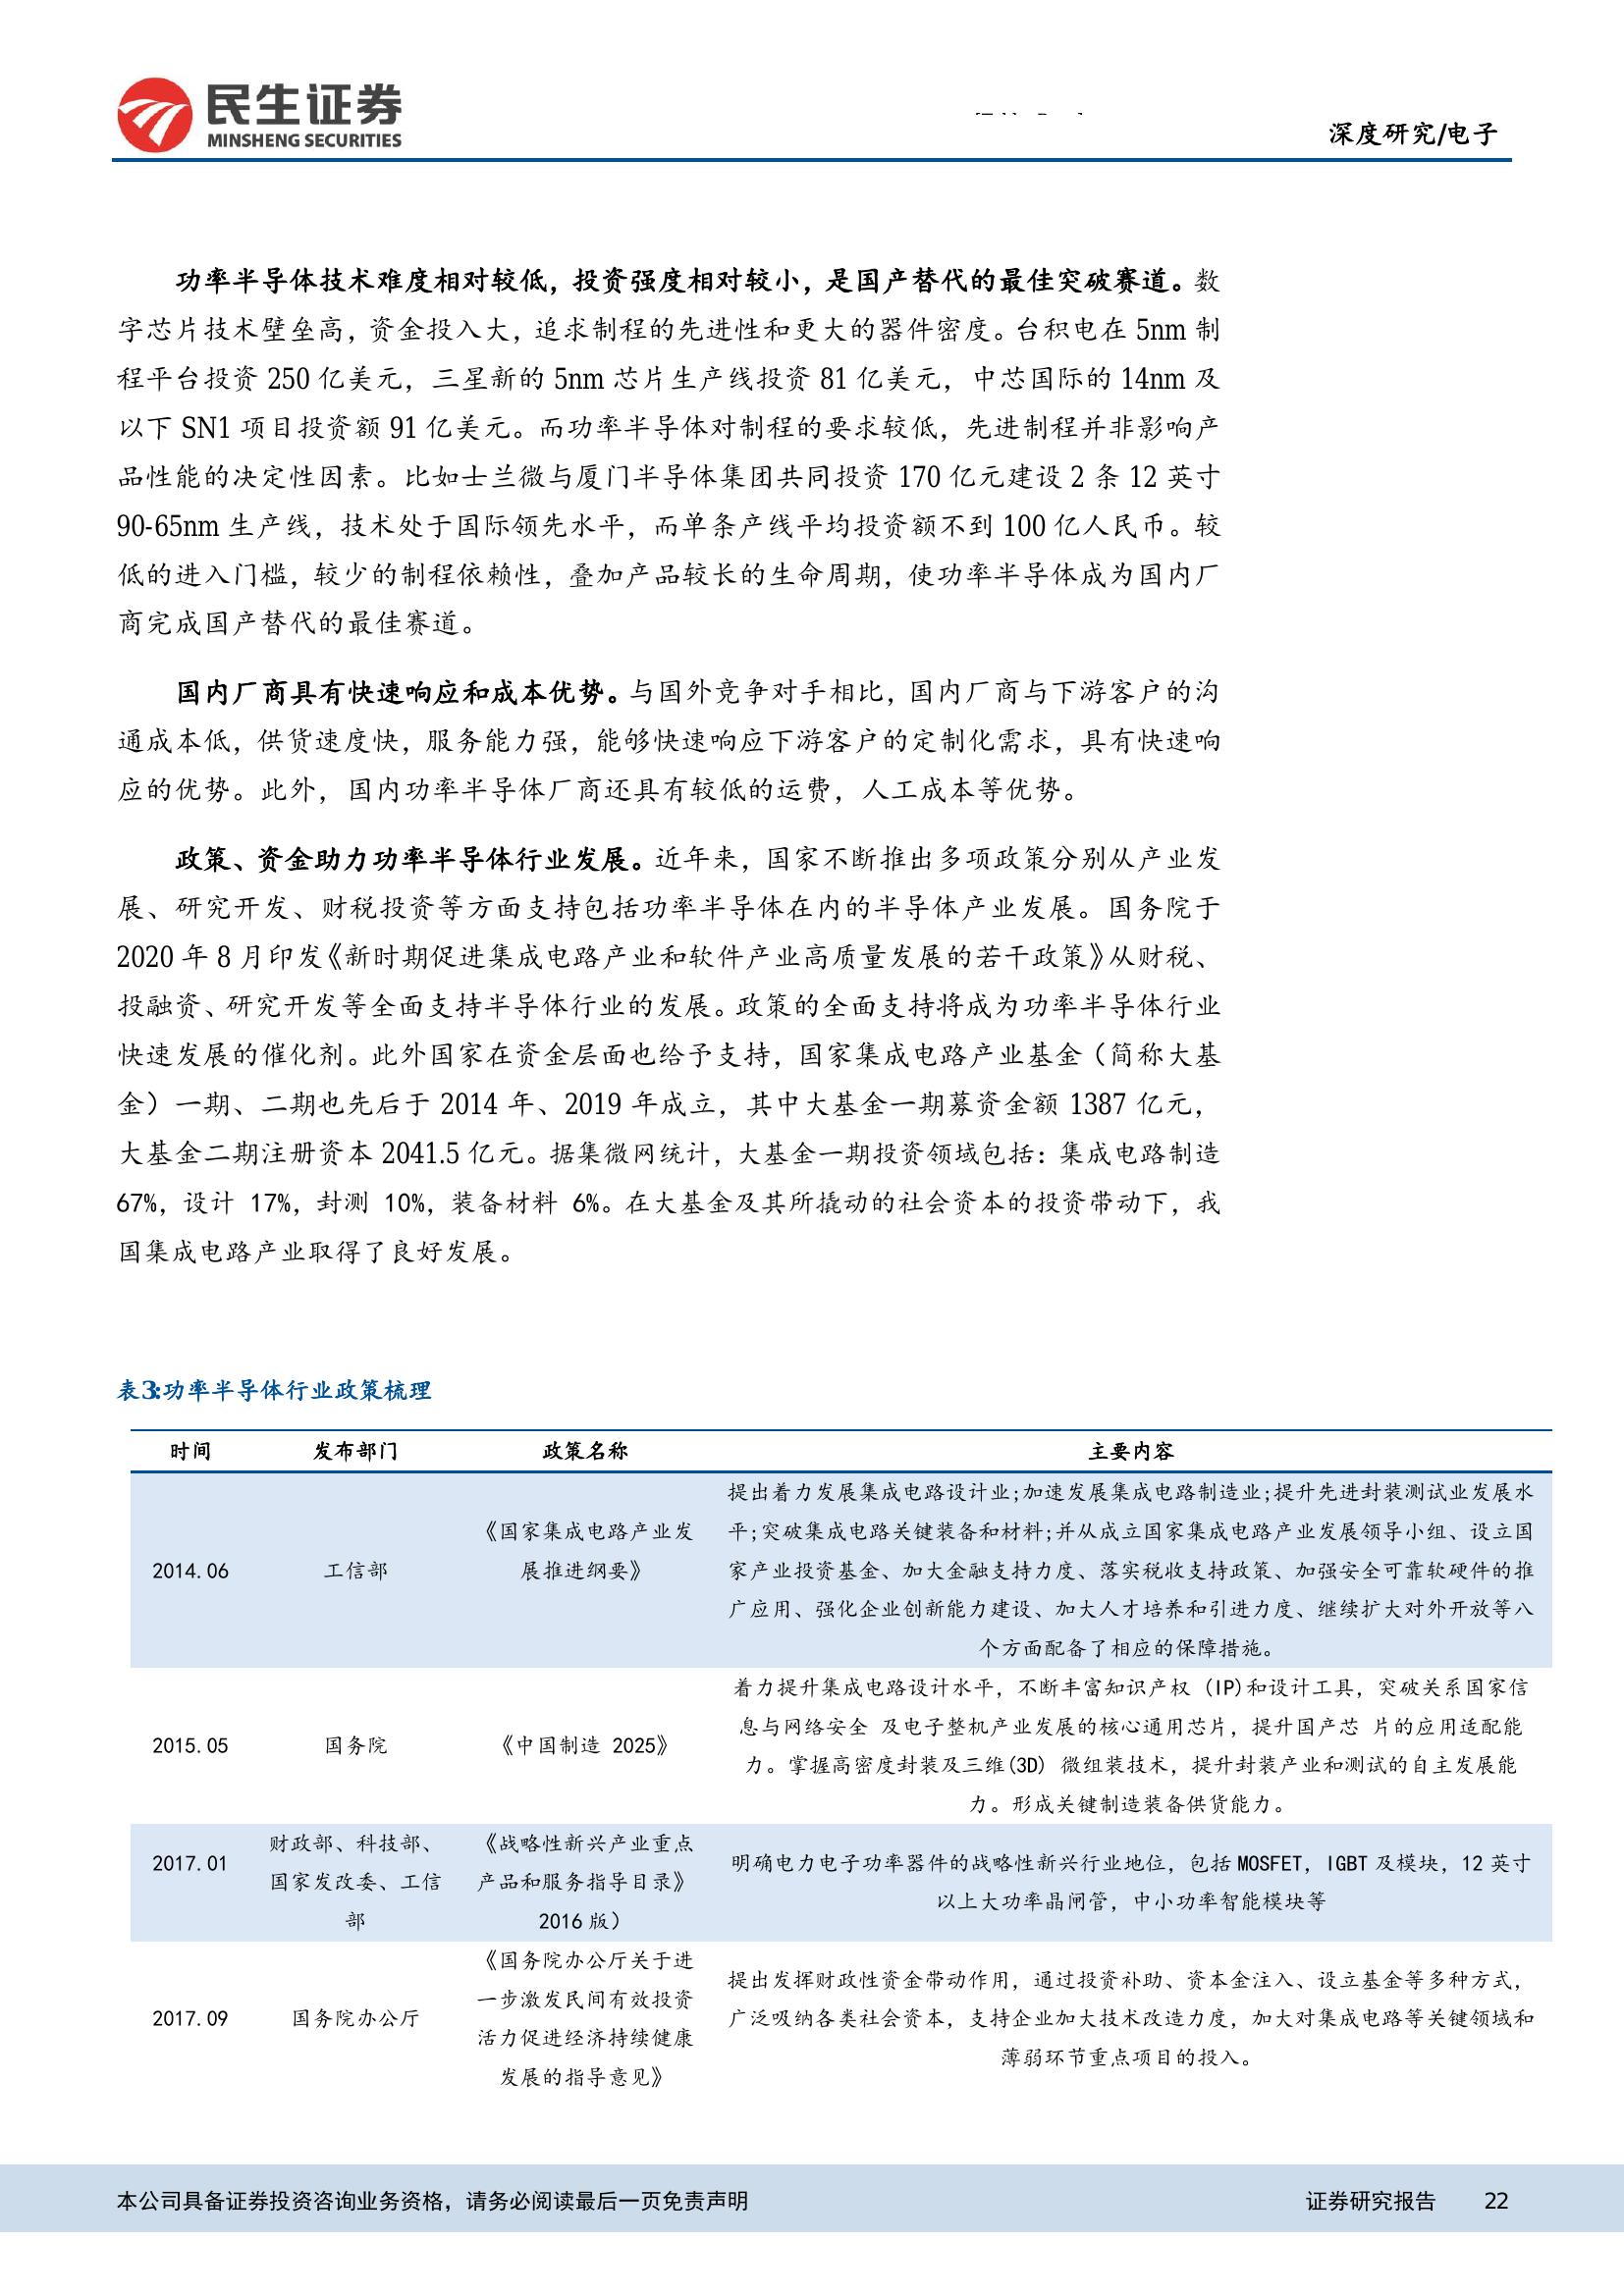 民生证券
MINSHENG SECURITIES
深度研究/电子
功率半导体技术难度相对较低，投资强度相对较小，是国产替代的最佳突破赛道。数
字芯片技术壁垒高，资金投入大，追求制程的先进性和更大的器件密度。台积电在 5nm 制
程平台投资 250 亿美元，三星新的 5nm 芯片生产线投资 81 亿美元，中芯国际的 14nm 及
以下 SN1 项目投资额 91 亿美元。而功率半导体对制程的要求较低，先进制程并非影响产
品性能的决定性因素。比如士兰微与厦门半导体集团共同投资 170 亿元建设 2 条 12 英寸
90-65nm 生产线，技术处于国际领先水平，而单条产线平均投资额不到 100 亿人民币。较
低的进入门槛，较少的制程依赖性，叠加产品较长的生命周期，使功率半导体成为国内厂
商完成国产替代的最佳赛道。
国内厂商具有快速响应和成本优势。与国外竞争对手相比，国内厂商与下游客户的沟
通成本低，供货速度快，服务能力强，能够快速响应下游客户的定制化需求，具有快速响
应的优势。此外，国内功率半导体厂商还具有较低的运费，人工成本等优势。
政策、资金助力功率半导体行业发展。近年来，国家不断推出多项政策分别从产业发
展、研究开发、财税投资等方面支持包括功率半导体在内的半导体产业发展。国务院于
2020 年 8 月印发《新时期促进集成电路产业和软件产业高质量发展的若干政策》从财税、
投融资、研究开发等全面支持半导体行业的发展。政策的全面支持将成为功率半导体行业
快速发展的催化剂。此外国家在资金层面也给予支持，国家集成电路产业基金（简称大基
金）一期、二期也先后于 2014 年、2019 年成立，其中大基金一期募资金额 1387 亿元，
大基金二期注册资本 2041.5 亿元。据集微网统计，大基金一期投资领域包括：集成电路制造
67%，设计 17%，封测 10%，装备材料 6%。在大基金及其所撬动的社会资本的投资带动下，我
国集成电路产业取得了良好发展。
表3:功率半导体行业政策梳理
时间 发布部门 政策名称 主要内容
2014.06
工信部
《国家集成电路产业发
展推进纲要》
提出着力发展集成电路设计业;加速发展集成电路制造业;提升先进封装测试业发展水
平;突破集成电路关键装备和材料;并从成立国家集成电路产业发展领导小组、设立国
家产业投资基金、加大金融支持力度、落实税收支持政策、加强安全可靠软硬件的推
广应用、强化企业创新能力建设、加大人才培养和引进力度、继续扩大对外开放等八
个方面配备了相应的保障措施。
2015.05
国务院
《中国制造 2025》
着力提升集成电路设计水平，不断丰富知识产权 (IP)和设计工具，突破关系国家信
息与网络安全 及电子整机产业发展的核心通用芯片，提升国产芯 片的应用适配能
力。掌握高密度封装及三维(3D) 微组装技术，提升封装产业和测试的自主发展能
力。形成关键制造装备供货能力。
2017.01
财政部、科技部、
国家发改委、工信
部
《战略性新兴产业重点
产品和服务指导目录》
2016 版）
明确电力电子功率器件的战略性新兴行业地位，包括 MOSFET，IGBT 及模块，12 英寸
以上大功率晶闸管，中小功率智能模块等
2017.09
国务院办公厅
《国务院办公厅关于进
一步激发民间有效投资
活力促进经济持续健康
发展的指导意见》
提出发挥财政性资金带动作用，通过投资补助、资本金注入、设立基金等多种方式，
广泛吸纳各类社会资本，支持企业加大技术改造力度，加大对集成电路等关键领域和
薄弱环节重点项目的投入。
本公司具备证券投资咨询业务资格，请务必阅读最后一页免责声明
证券研究报告 22